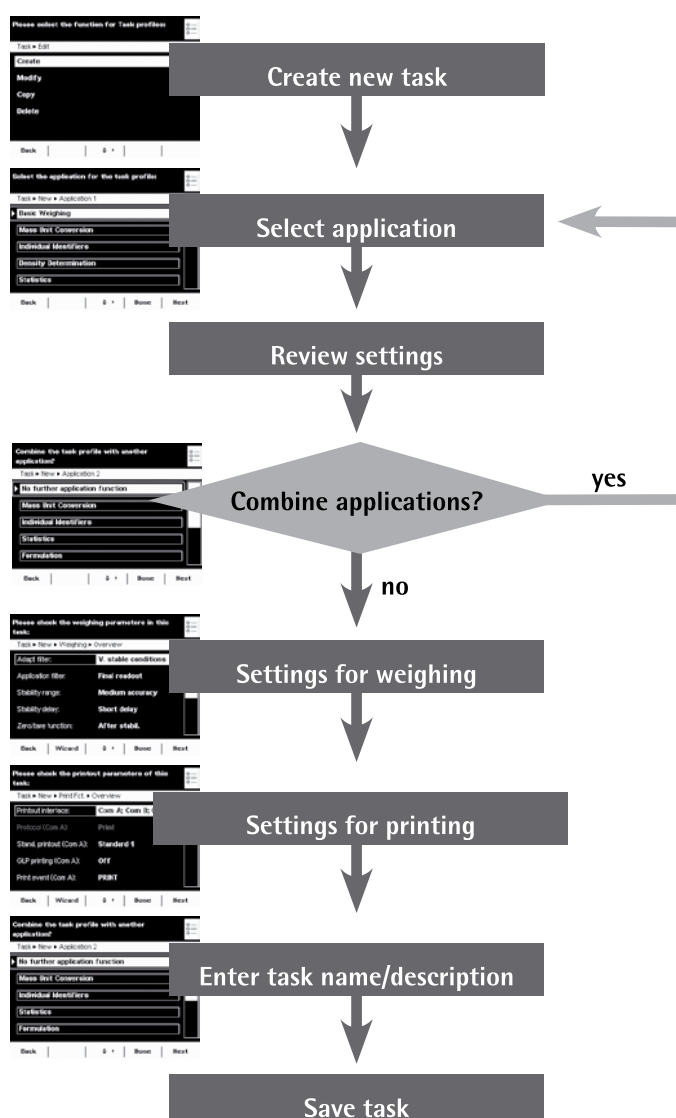 Please select the function for Task profiles:
Task ▸ Edit
Create
Modify
Copy
Delete
Back
Create new task
Select the application for the task profile:
Task ▸ New ▸ Application 1
Basic Weighing
Mass Unit Conversion
Individual Identifiers
Density Determination
Statistics
Back Done Next
Select application
Review settings
Combine the task profile with another
application?
Task ▸ New ▸ Application 2
No further application function
Mass Unit Conversion
Individual Identifiers
Statistics
Formulation
Back Done Next
Combine applications?
yes
no
Please check the weighing parameters in this
task:
Task ▸ New ▸ Weighing ▸ Overview
Adapt filter: V. stable conditions
Application filter: Final readout
Stability range: Medium accuracy
Stability delay: Short delay
Zero/tare function: After stabil.
Back Wizard Done Next
Settings for weighing
Please check the printout parameters of this
task:
Task ▸ New ▸ Print Fct. ▸ Overview
Printout interface: Com A; Com B;
Protocol (Com A): Print
Stand. printout (Com A): Standard 1
GLP printing (Com A): Off
Print event (Com A): PRINT
Back Wizard Done Next
Settings for printing
Combine the task profile with another
application?
Task ▸ New ▸ Application 2
No further application function
Mass Unit Conversion
Individual Identifiers
Statistics
Formulation
Back Done Next
Enter task name/description
Save task